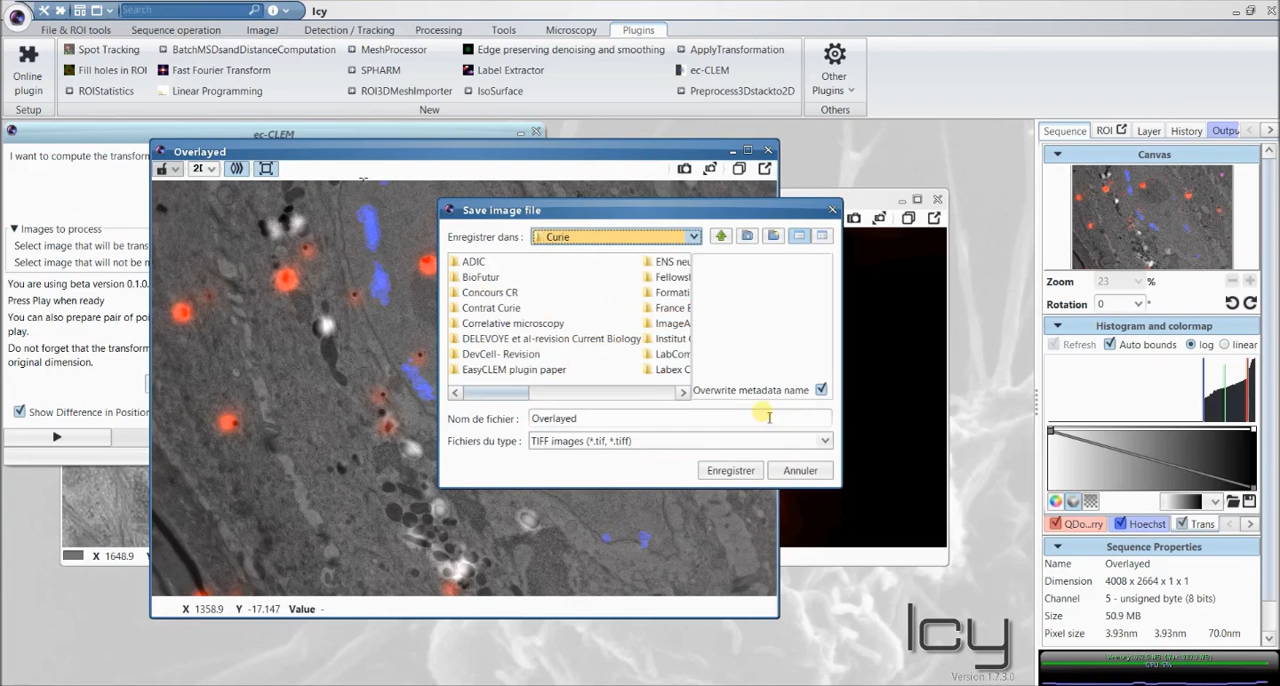 Search
Icy
File & ROI tools Sequence operation ImageJ Detection / Tracking Processing Tools Microscopy Plugins
Online plugin
Setup
Spot Tracking BatchMSDsandDistanceComputation MeshProcessor Edge preserving denoising and smoothing ApplyTransformation
Fill holes in ROI Fast Fourier Transform SPHARM Label Extractor ec-CLEM
ROIStatistics Linear Programming ROI3DMeshImporter IsoSurface Preprocess3Dstackto2D
New
Other Plugins
Others
ec-CLEM
I want to compute the transform
Images to process
Select image that will be trans
Select image that will not be m
You are using beta version 0.1.0.
Press Play when ready
You can also prepare pair of po
play.
Do not forget that the transform
original dimension.
Show Difference in Position
X 1648.9
Overlayed
X 1358.9 Y -17.147 Value -
Save image file
Enregistrer dans : Curie
ADIC
BioFutur
Concours CR
Contrat Curie
Correlative microscopy
DELEVOYE et al-revision Current Biology
DevCell- Revision
EasyCLEM plugin paper
ENS neu
Fellowsl
Formati
France E
ImageA
Institut
LabCom
Labex C
Overwrite metadata name
Nom de fichier : Overlayed
Fichiers du type : TIFF images (*.tif, *.tiff)
Enregistrer Annuler
Sequence ROI Layer History Outpu
Canvas
Zoom 23 %
Rotation 0 °
Histogram and colormap
Refresh Auto bounds log linear
QDo...rry Hoechst Trans
Sequence Properties
Name Overlayed
Dimension 4008 x 2664 x 1 x 1
Channel 5 - unsigned byte (8 bits)
Size 50.9 MB
Pixel size 3.93nm 3.93nm 70.0nm
Icy
Version 1.7.3.0